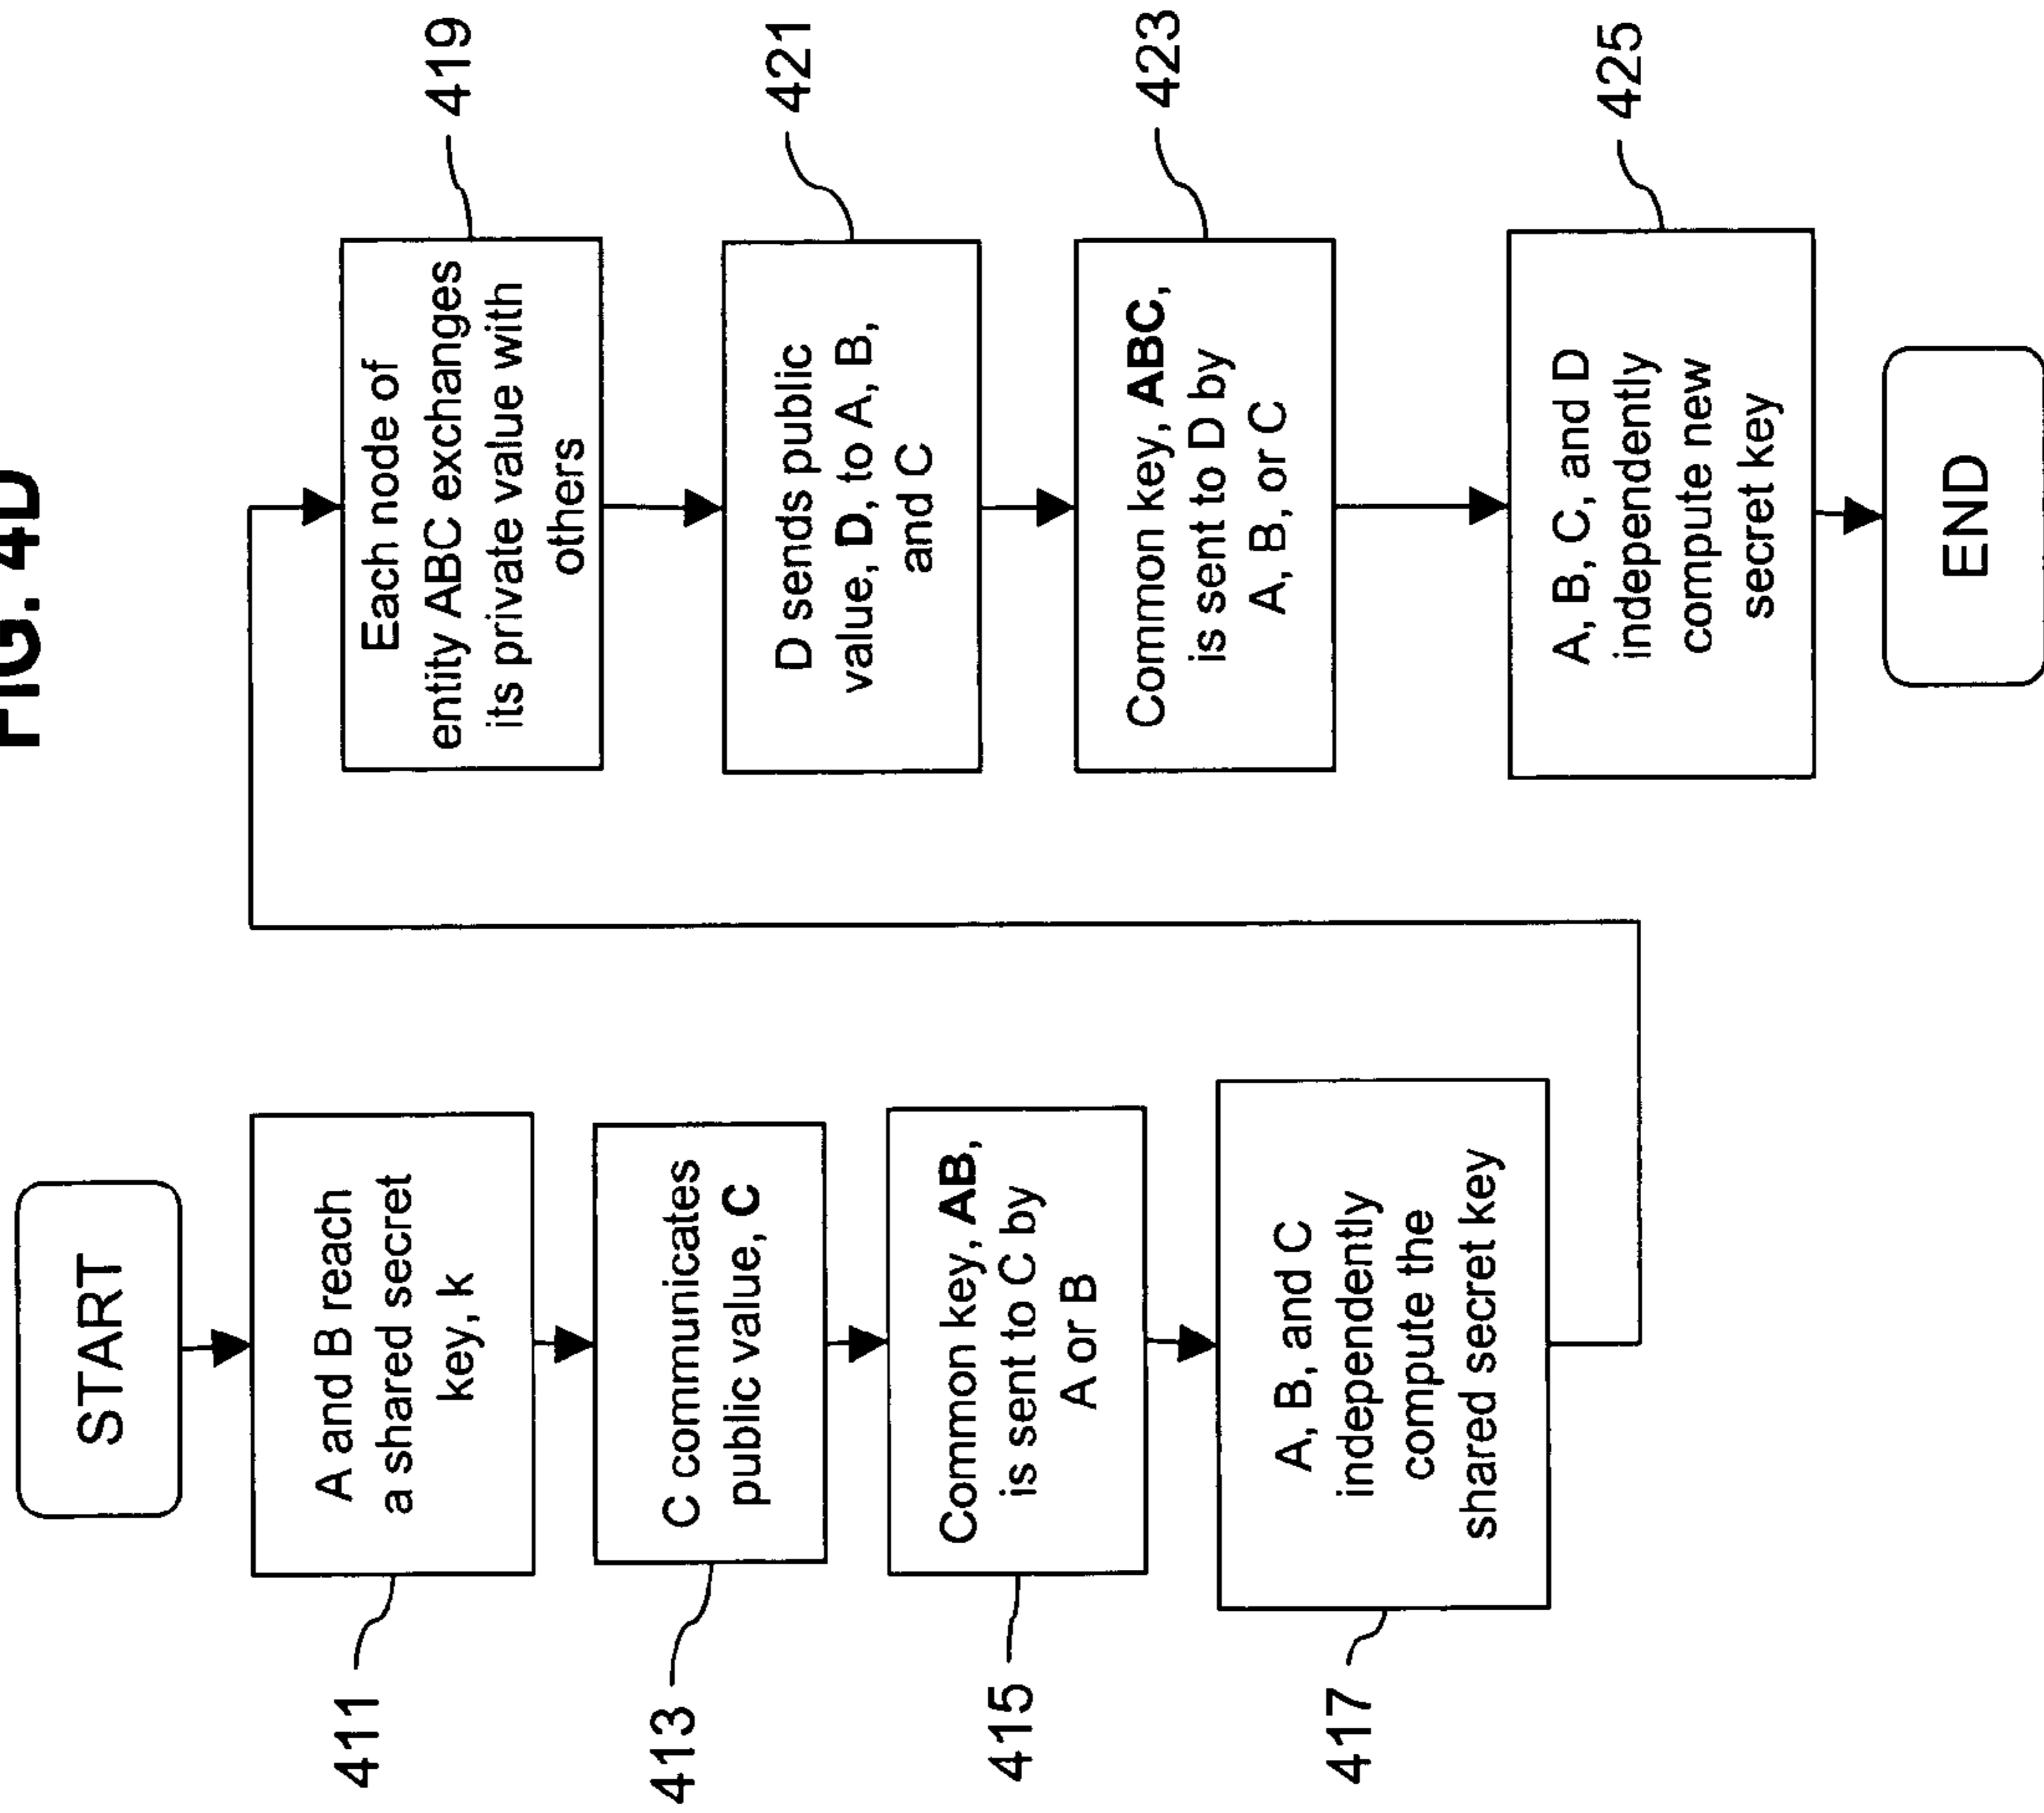 FIG. 4D
START
411
A and B reach
a shared secret
key, k
413
C communicates
public value, C
415
Common key, AB,
is sent to C by
A or B
417
A, B, and C
independently
compute the
shared secret key
419
Each node of
entity ABC exchanges
its private value with
others
421
D sends public
value, D, to A, B,
and C
423
Common key, ABC,
is sent to D by
A, B, or C
425
A, B, C, and D
independently
compute new
secret key
END